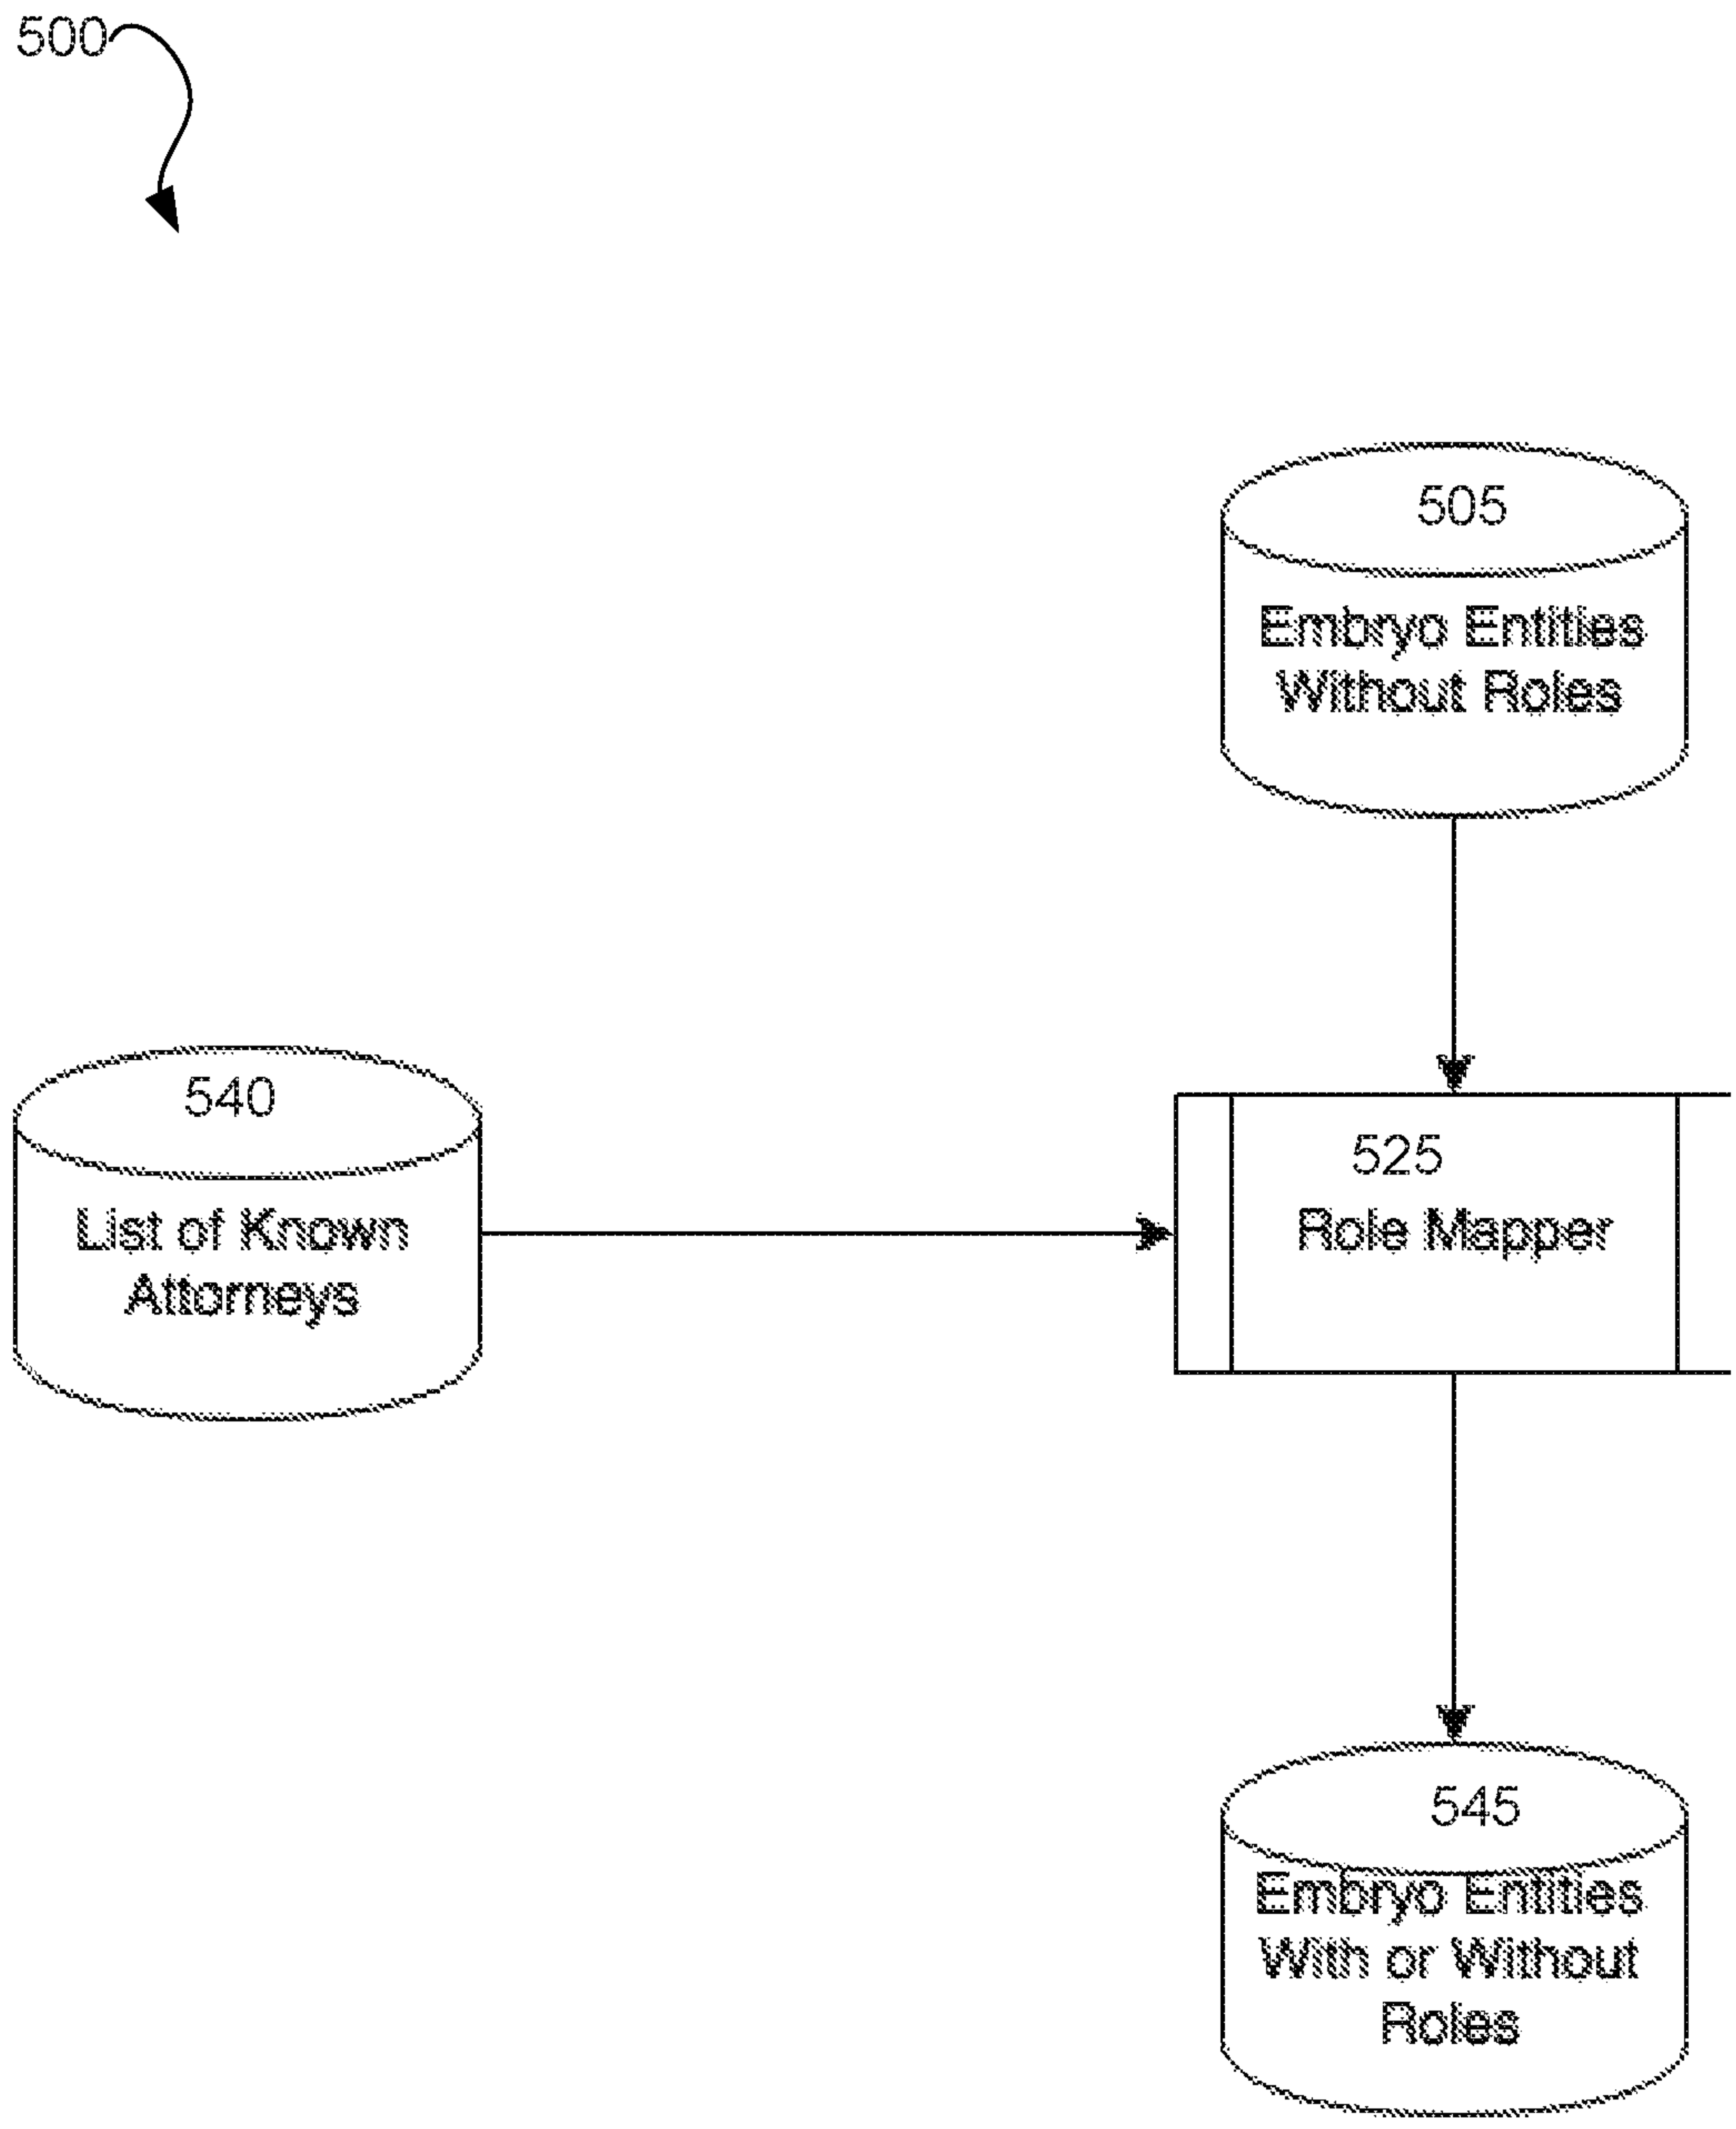 500
505
Embryo Entities
Without Roles
540
List of Known
Attorneys
525
Role Mapper
545
Embryo Entities
With or Without
Roles